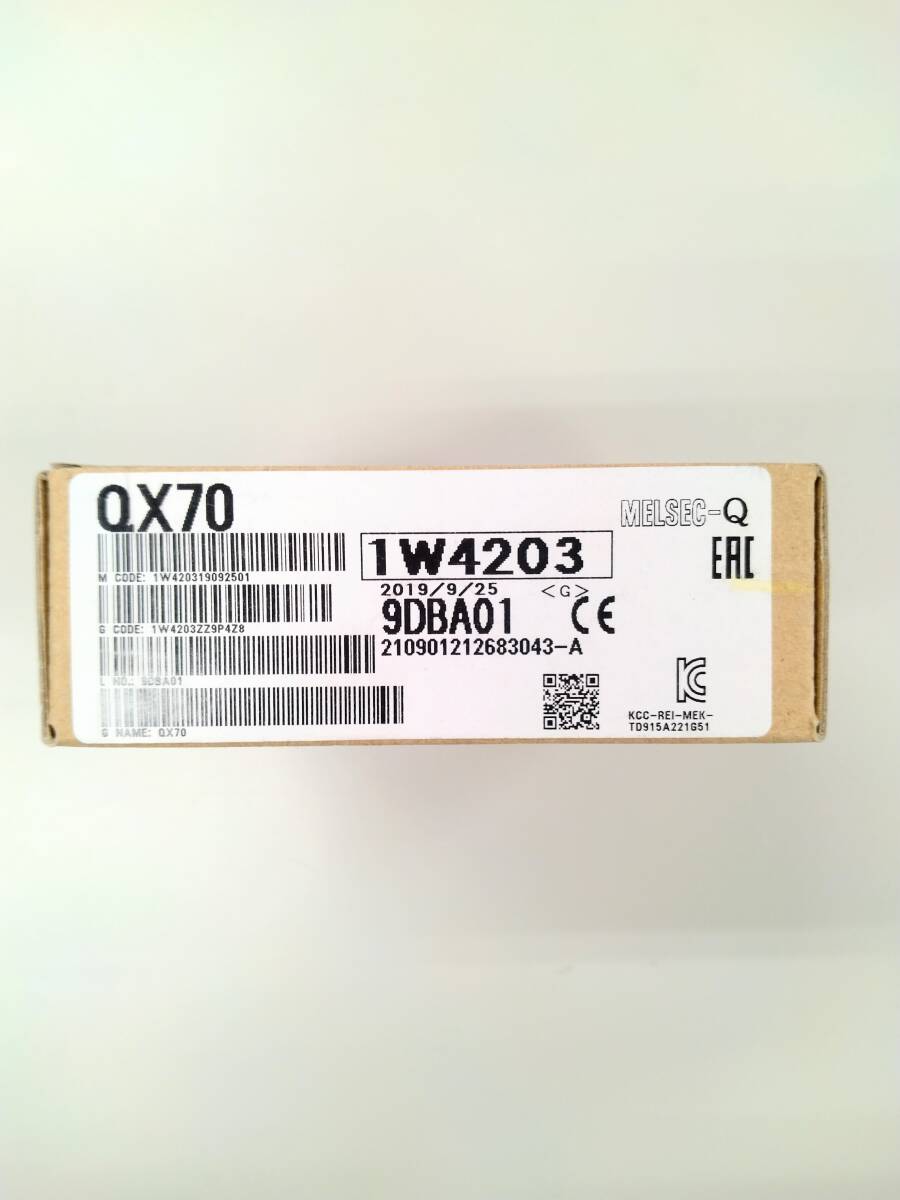 QX70
MELSEC-Q
1W4203
EAC
M CODE: 1W420319092501
2019/9/25 <G>
9DBA01 CE
G CODE: 1W4203ZZ9P4Z8
210901212683043-A
L NO.: 9DBA01
KCC-REI-MEK-
TD915A221G51
G NAME: QX70